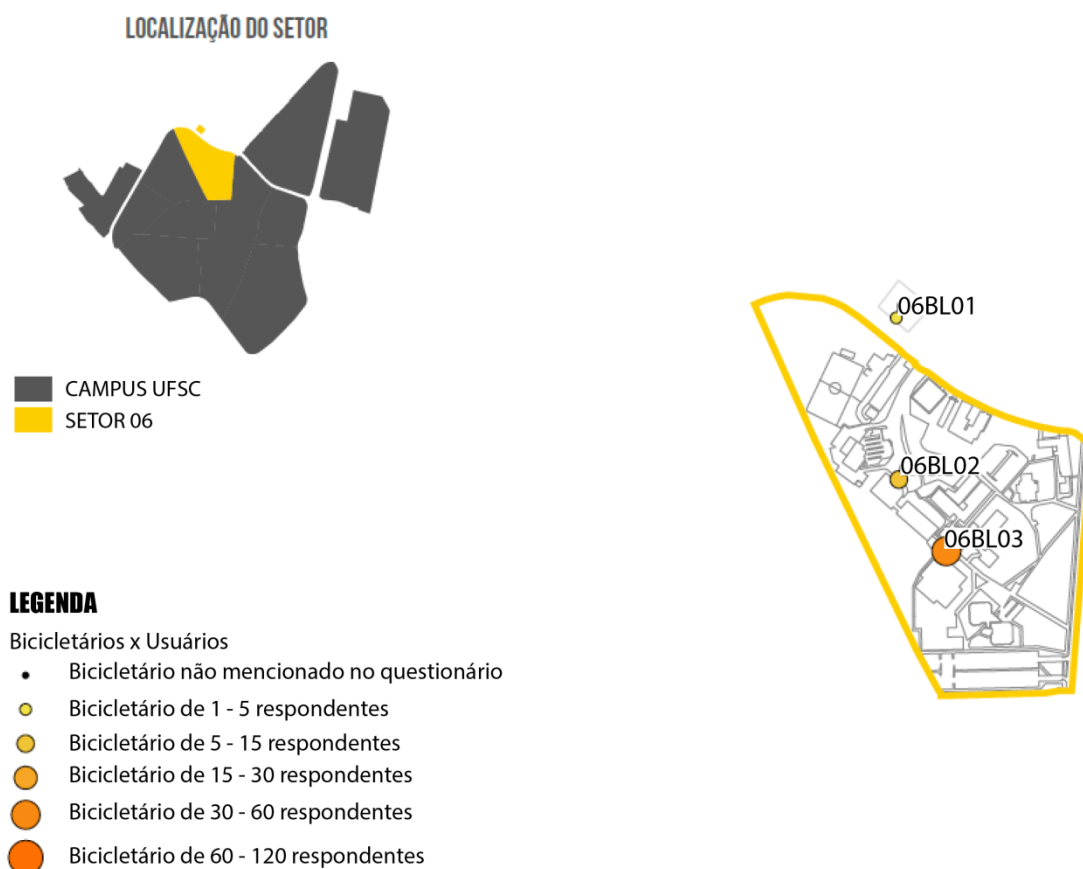 LOCALIZAÇÃO DO SETOR
CAMPUS UFSC
SETOR 06
06BL01
06BL02
06BL03
LEGENDA
Bicicletários x Usuários
Bicicletário não mencionado no questionário
Bicicletário de 1 - 5 respondentes
Bicicletário de 5 - 15 respondentes
Bicicletário de 15 - 30 respondentes
Bicicletário de 30 - 60 respondentes
Bicicletário de 60 - 120 respondentes